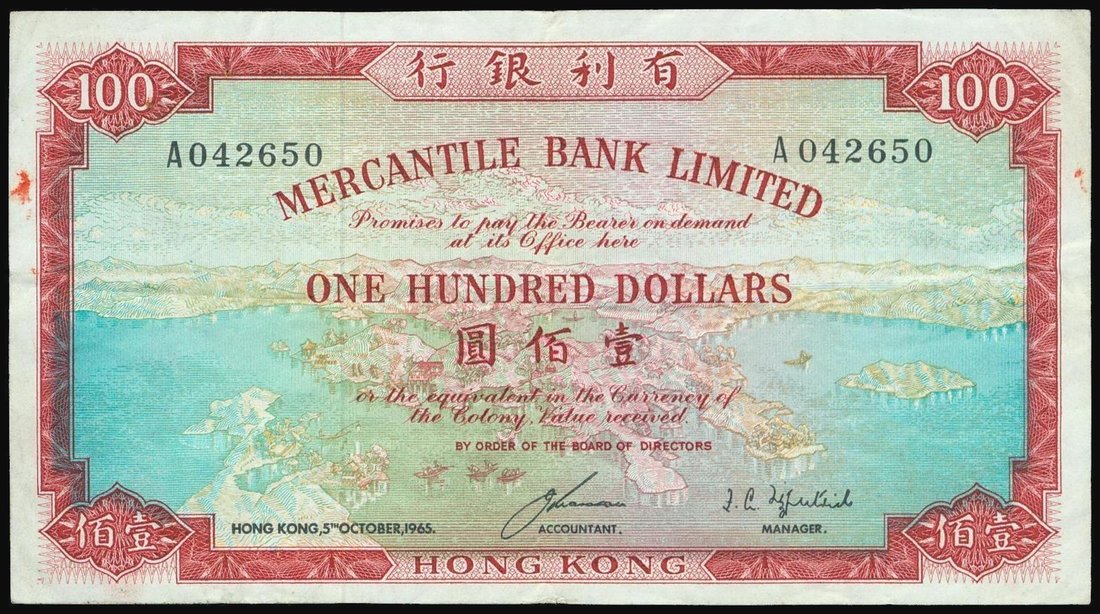 有利銀行
100
100
A042650
A042650
MERCANTILE BANK LIMITED
Promises to pay the Bearer on demand
at its Office here
ONE HUNDRED DOLLARS
壹佰圓
or the equivalent in the Currency of
the Colony, Value received.
BY ORDER OF THE BOARD OF DIRECTORS
HONG KONG, 5TH OCTOBER, 1965.
ACCOUNTANT.
MANAGER.
壹佰
壹佰
HONG KONG